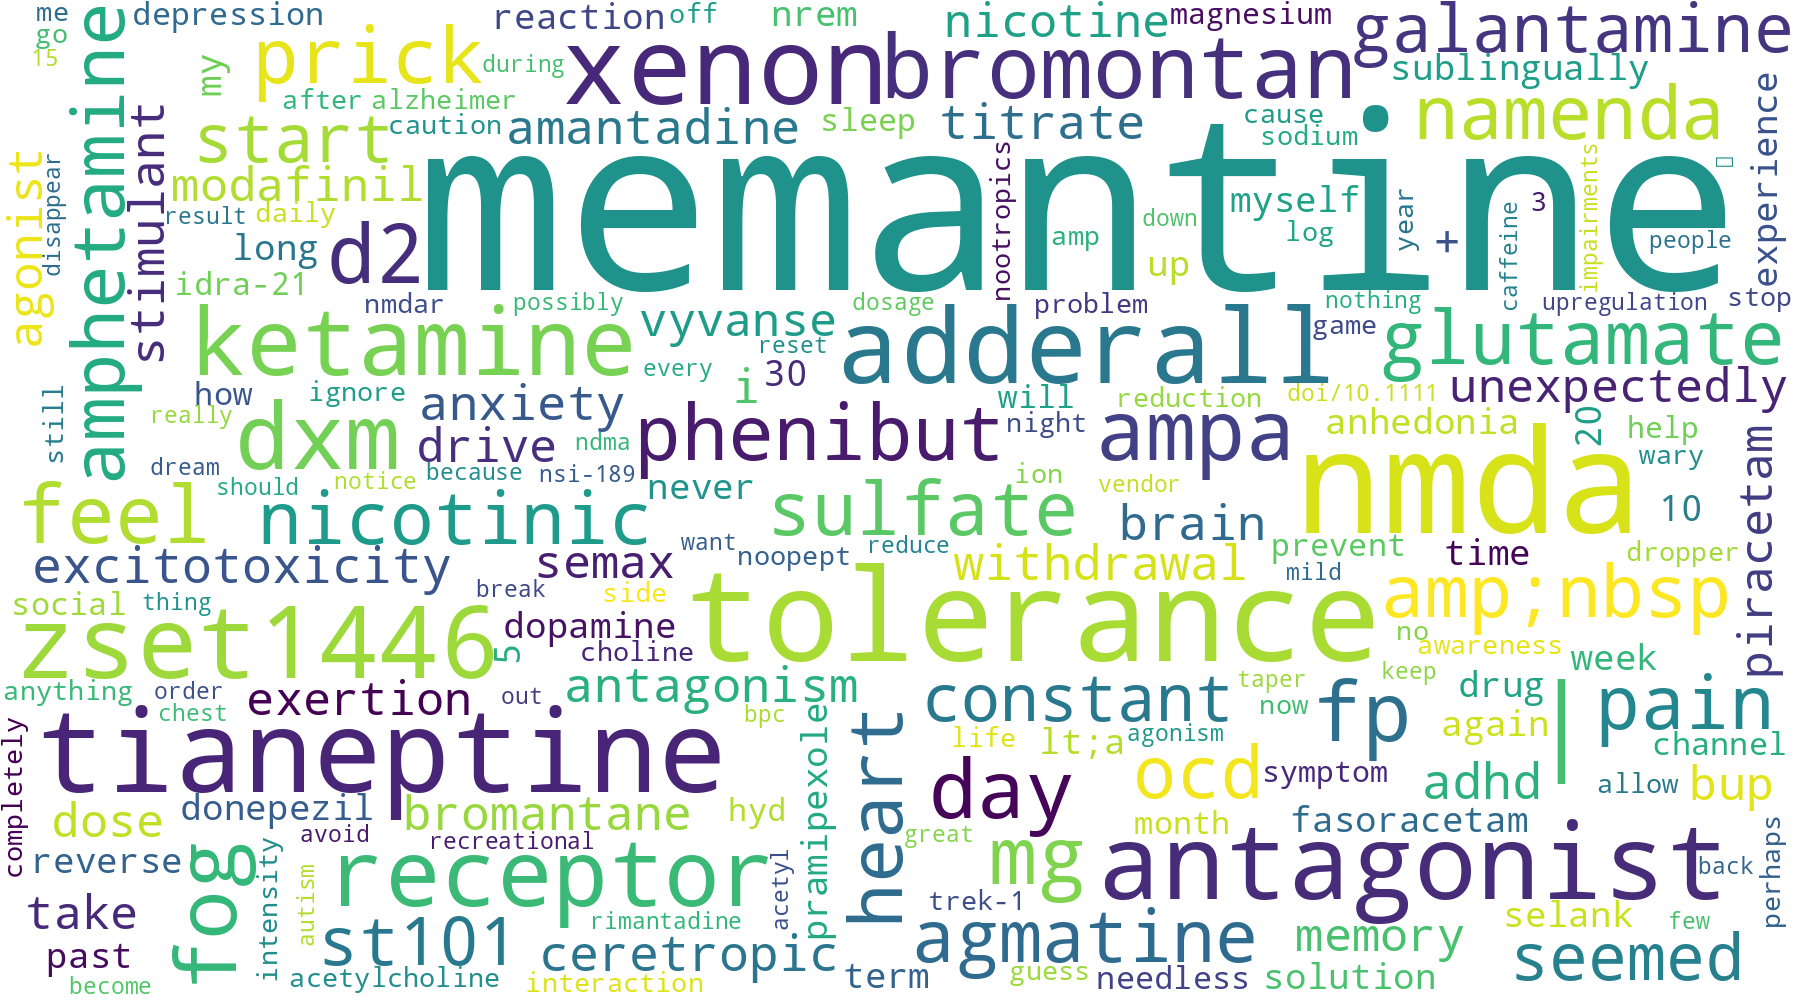 me
depression
reaction
off
nrem
nicotine
magnesium
galantamine
go
15
amphetamine
prick
during
xenon
bromontan
sublingually
my
after
alzheimer
start
caution
amantadine
sleep
titrate
cause
sodium
namenda
experience
stimulant
modafinil
memantine
nootropics
agonist
disappear
result
daily
d2
long
myself
year
3
impairments
down
log
amp
+
caffeine
people
up
idra-21
nmdar
possibly
dosage
problem
nothing
upregulation
stop
ketamine
vyvanse
adderall
game
glutamate
reset
every
30
i
how
ignore
anxiety
will
reduction
doi/10.1111
unexpectedly
still
really
dxm
drive
ndma
phenibut
night
ampa
anhedonia
20
help
nmda
dream
because
nsi-189
ion
wary
piracetam
should
notice
never
vendor
feel
nicotinic
sulfate
brain
10
excitotoxicity
semax
want
noopept
reduce
withdrawal
prevent
time
dropper
mild
social
thing
break
side
tolerance
amp;nbsp
zset1446
dopamine
5
choline
no
awareness
week
anything
order
exertion
out
antagonism
constant
taper
keep
drug
chest
bpc
now
fp
|
pain
completely
tianeptine
pramipexole
heart
life
lt;a
agonism
again
channel
day
ocd
symptom
adhd
allow
bup
dose
donepezil
bromantane
hyd
month
fasoracetam
avoid
recreational
great
reverse
fog
intensity
receptor
acetyl
mg
antagonist
back
perhaps
take
autism
rimantadine
trek-1
selank
few
past
st101
ceretropic
agmatine
memory
seemed
become
acetylcholine
interaction
term
guess
needless
solution